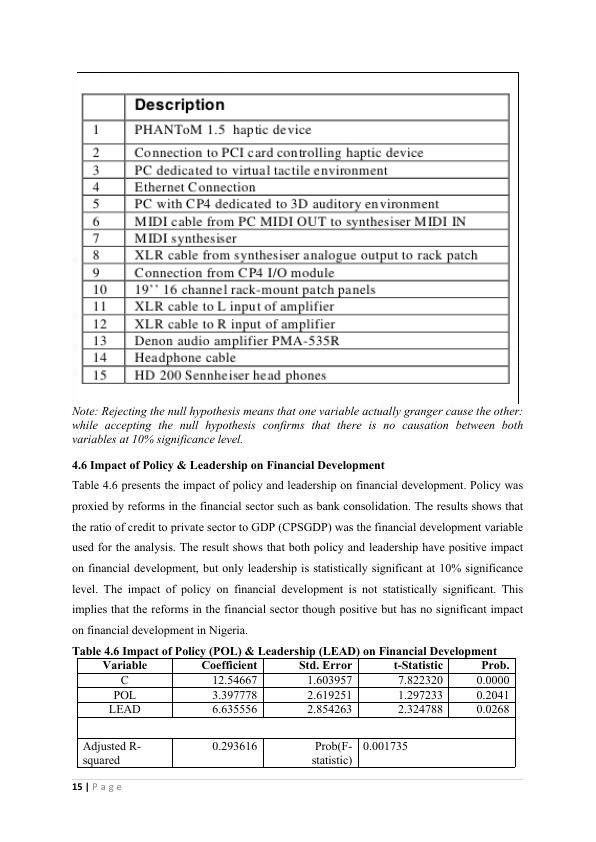 Description
1 PHANToM 1.5 haptic device
2 Connection to PCI card controlling haptic device
3 PC dedicated to virtual tactile environment
4 Ethernet Connection
5 PC with CP4 dedicated to 3D auditory environment
6 MIDI cable from PC MIDI OUT to synthesiser MIDI IN
7 MIDI synthesiser
8 XLR cable from synthesiser analogue output to rack patch
9 Connection from CP4 I/O module
10 19'' 16 channel rack-mount patch panels
11 XLR cable to L input of amplifier
12 XLR cable to R input of amplifier
13 Denon audio amplifier PMA-535R
14 Headphone cable
15 HD 200 Sennheiser head phones
Note: Rejecting the null hypothesis means that one variable actually granger cause the other:
while accepting the null hypothesis confirms that there is no causation between both
variables at 10% significance level.
4.6 Impact of Policy & Leadership on Financial Development
Table 4.6 presents the impact of policy and leadership on financial development. Policy was
proxied by reforms in the financial sector such as bank consolidation. The results shows that
the ratio of credit to private sector to GDP (CPSGDP) was the financial development variable
used for the analysis. The result shows that both policy and leadership have positive impact
on financial development, but only leadership is statistically significant at 10% significance
level. The impact of policy on financial development is not statistically significant. This
implies that the reforms in the financial sector though positive but has no significant impact
on financial development in Nigeria.
Table 4.6 Impact of Policy (POL) & Leadership (LEAD) on Financial Development
Variable Coefficient Std. Error t-Statistic Prob.
C 12.54667 1.603957 7.822320 0.0000
POL 3.397778 2.619251 1.297233 0.2041
LEAD 6.635556 2.854263 2.324788 0.0268
Adjusted R- 0.293616 Prob(F- 0.001735
squared statistic)
15 | Page